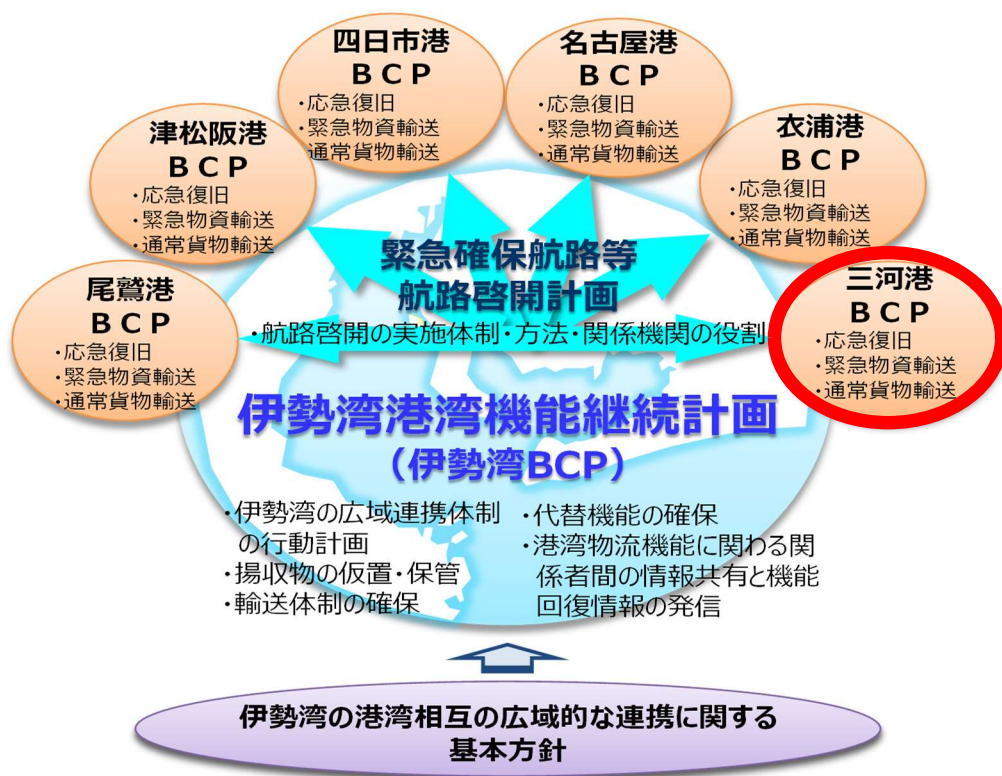 四日市港
BCP
・応急復旧
・緊急物資輸送
・通常貨物輸送
名古屋港
BCP
・応急復旧
・緊急物資輸送
・通常貨物輸送
津松阪港
BCP
・応急復旧
・緊急物資輸送
・通常貨物輸送
衣浦港
BCP
・応急復旧
・緊急物資輸送
・通常貨物輸送
尾鷲港
BCP
・応急復旧
・緊急物資輸送
・通常貨物輸送
三河港
BCP
・応急復旧
・緊急物資輸送
・通常貨物輸送
緊急確保航路等
航路啓開計画
・航路啓開の実施体制・方法・関係機関の役割
伊勢湾港湾機能継続計画
（伊勢湾BCP）
・伊勢湾の広域連携体制
の行動計画
・揚収物の仮置・保管
・輸送体制の確保
・代替機能の確保
・港湾物流機能に関わる関
係者間の情報共有と機能
回復情報の発信
伊勢湾の港湾相互の広域的な連携に関する
基本方針